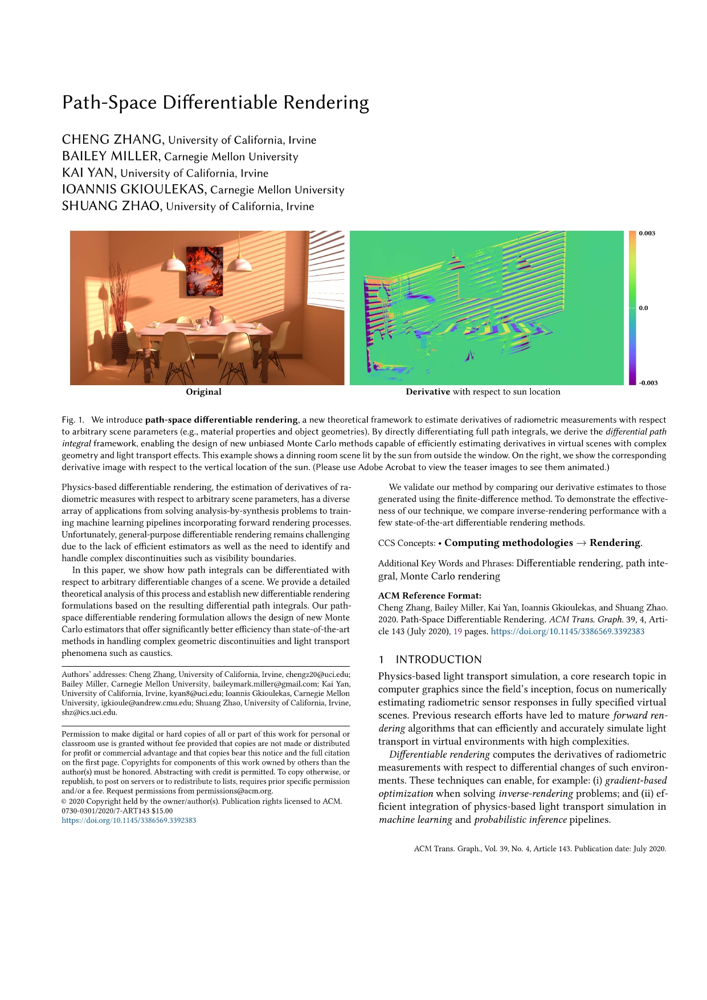 Path-Space Differentiable Rendering
CHENG ZHANG, University of California, Irvine
BAILEY MILLER, Carnegie Mellon University
KAI YAN, University of California, Irvine
IOANNIS GKIOULEKAS, Carnegie Mellon University
SHUANG ZHAO, University of California, Irvine
0.003
0.0
-0.003
Original
Derivative with respect to sun location
Fig. 1. We introduce path-space differentiable rendering, a new theoretical framework to estimate derivatives of radiometric measurements with respect
to arbitrary scene parameters (e.g., material properties and object geometries). By directly differentiating full path integrals, we derive the differential path
integral framework, enabling the design of new unbiased Monte Carlo methods capable of efficiently estimating derivatives in virtual scenes with complex
geometry and light transport effects. This example shows a dinning room scene lit by the sun from outside the window. On the right, we show the corresponding
derivative image with respect to the vertical location of the sun. (Please use Adobe Acrobat to view the teaser images to see them animated.)
Physics-based differentiable rendering, the estimation of derivatives of ra-
diometric measures with respect to arbitrary scene parameters, has a diverse
array of applications from solving analysis-by-synthesis problems to train-
ing machine learning pipelines incorporating forward rendering processes.
Unfortunately, general-purpose differentiable rendering remains challenging
due to the lack of efficient estimators as well as the need to identify and
handle complex discontinuities such as visibility boundaries.
In this paper, we show how path integrals can be differentiated with
respect to arbitrary differentiable changes of a scene. We provide a detailed
theoretical analysis of this process and establish new differentiable rendering
formulations based on the resulting differential path integrals. Our path-
space differentiable rendering formulation allows the design of new Monte
Carlo estimators that offer significantly better efficiency than state-of-the-art
methods in handling complex geometric discontinuities and light transport
phenomena such as caustics.
Authors' addresses: Cheng Zhang, University of California, Irvine, chengz20@uci.edu;
Bailey Miller, Carnegie Mellon University, baileymark.miller@gmail.com; Kai Yan,
University of California, Irvine, kyan8@uci.edu; Ioannis Gkioulekas, Carnegie Mellon
University, igkioule@andrew.cmu.edu; Shuang Zhao, University of California, Irvine,
shz@ics.uci.edu.
Permission to make digital or hard copies of all or part of this work for personal or
classroom use is granted without fee provided that copies are not made or distributed
for profit or commercial advantage and that copies bear this notice and the full citation
on the first page. Copyrights for components of this work owned by others than the
author(s) must be honored. Abstracting with credit is permitted. To copy otherwise, or
republish, to post on servers or to redistribute to lists, requires prior specific permission
and/or a fee. Request permissions from permissions@acm.org.
© 2020 Copyright held by the owner/author(s). Publication rights licensed to ACM.
0730-0301/2020/7-ART143 $15.00
https://doi.org/10.1145/3386569.3392383
We validate our method by comparing our derivative estimates to those
generated using the finite-difference method. To demonstrate the effective-
ness of our technique, we compare inverse-rendering performance with a
few state-of-the-art differentiable rendering methods.
CCS Concepts: • Computing methodologies → Rendering.
Additional Key Words and Phrases: Differentiable rendering, path inte-
gral, Monte Carlo rendering
ACM Reference Format:
Cheng Zhang, Bailey Miller, Kai Yan, Ioannis Gkioulekas, and Shuang Zhao.
2020. Path-Space Differentiable Rendering. ACM Trans. Graph. 39, 4, Arti-
cle 143 (July 2020), 19 pages. https://doi.org/10.1145/3386569.3392383
1 INTRODUCTION
Physics-based light transport simulation, a core research topic in
computer graphics since the field's inception, focus on numerically
estimating radiometric sensor responses in fully specified virtual
scenes. Previous research efforts have led to mature forward ren-
dering algorithms that can efficiently and accurately simulate light
transport in virtual environments with high complexities.
Differentiable rendering computes the derivatives of radiometric
measurements with respect to differential changes of such environ-
ments. These techniques can enable, for example: (i) gradient-based
optimization when solving inverse-rendering problems; and (ii) ef-
ficient integration of physics-based light transport simulation in
machine learning and probabilistic inference pipelines.
ACM Trans. Graph., Vol. 39, No. 4, Article 143. Publication date: July 2020.